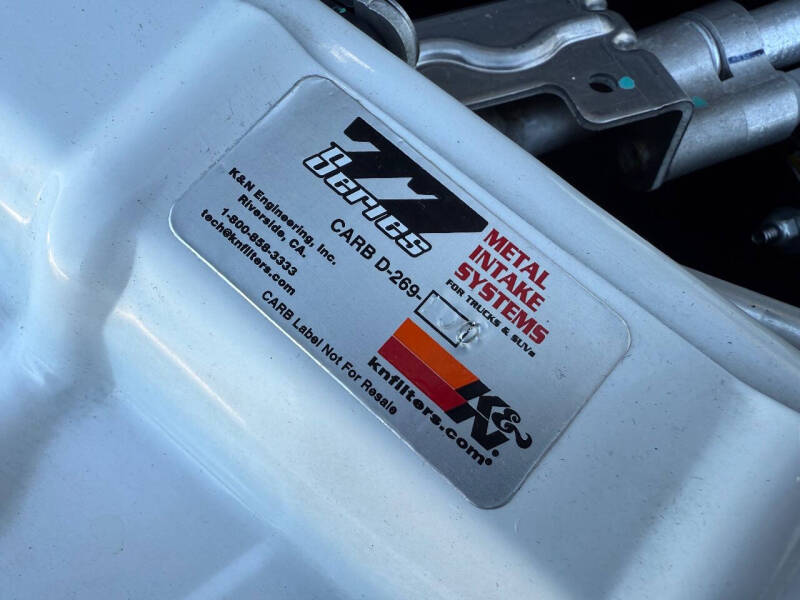 77
Series
METAL
INTAKE
SYSTEMS
FOR TRUCKS & SUVs
K&N Engineering, Inc.
Riverside, CA.
1-800-858-3333
tech@knfilters.com
CARB D-269-
CARB Label Not For Resale
K&N
knfilters.com®